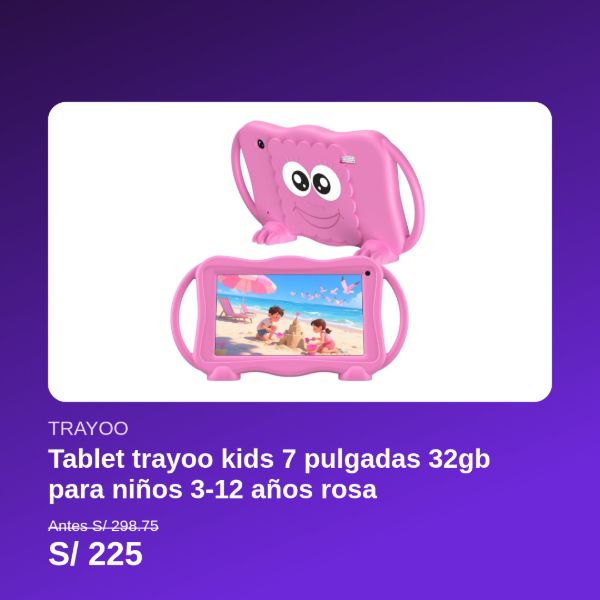 TRAYOO
Tablet trayoo kids 7 pulgadas 32gb
para niños 3-12 años rosa
Antes S/ 298.75
S/ 225